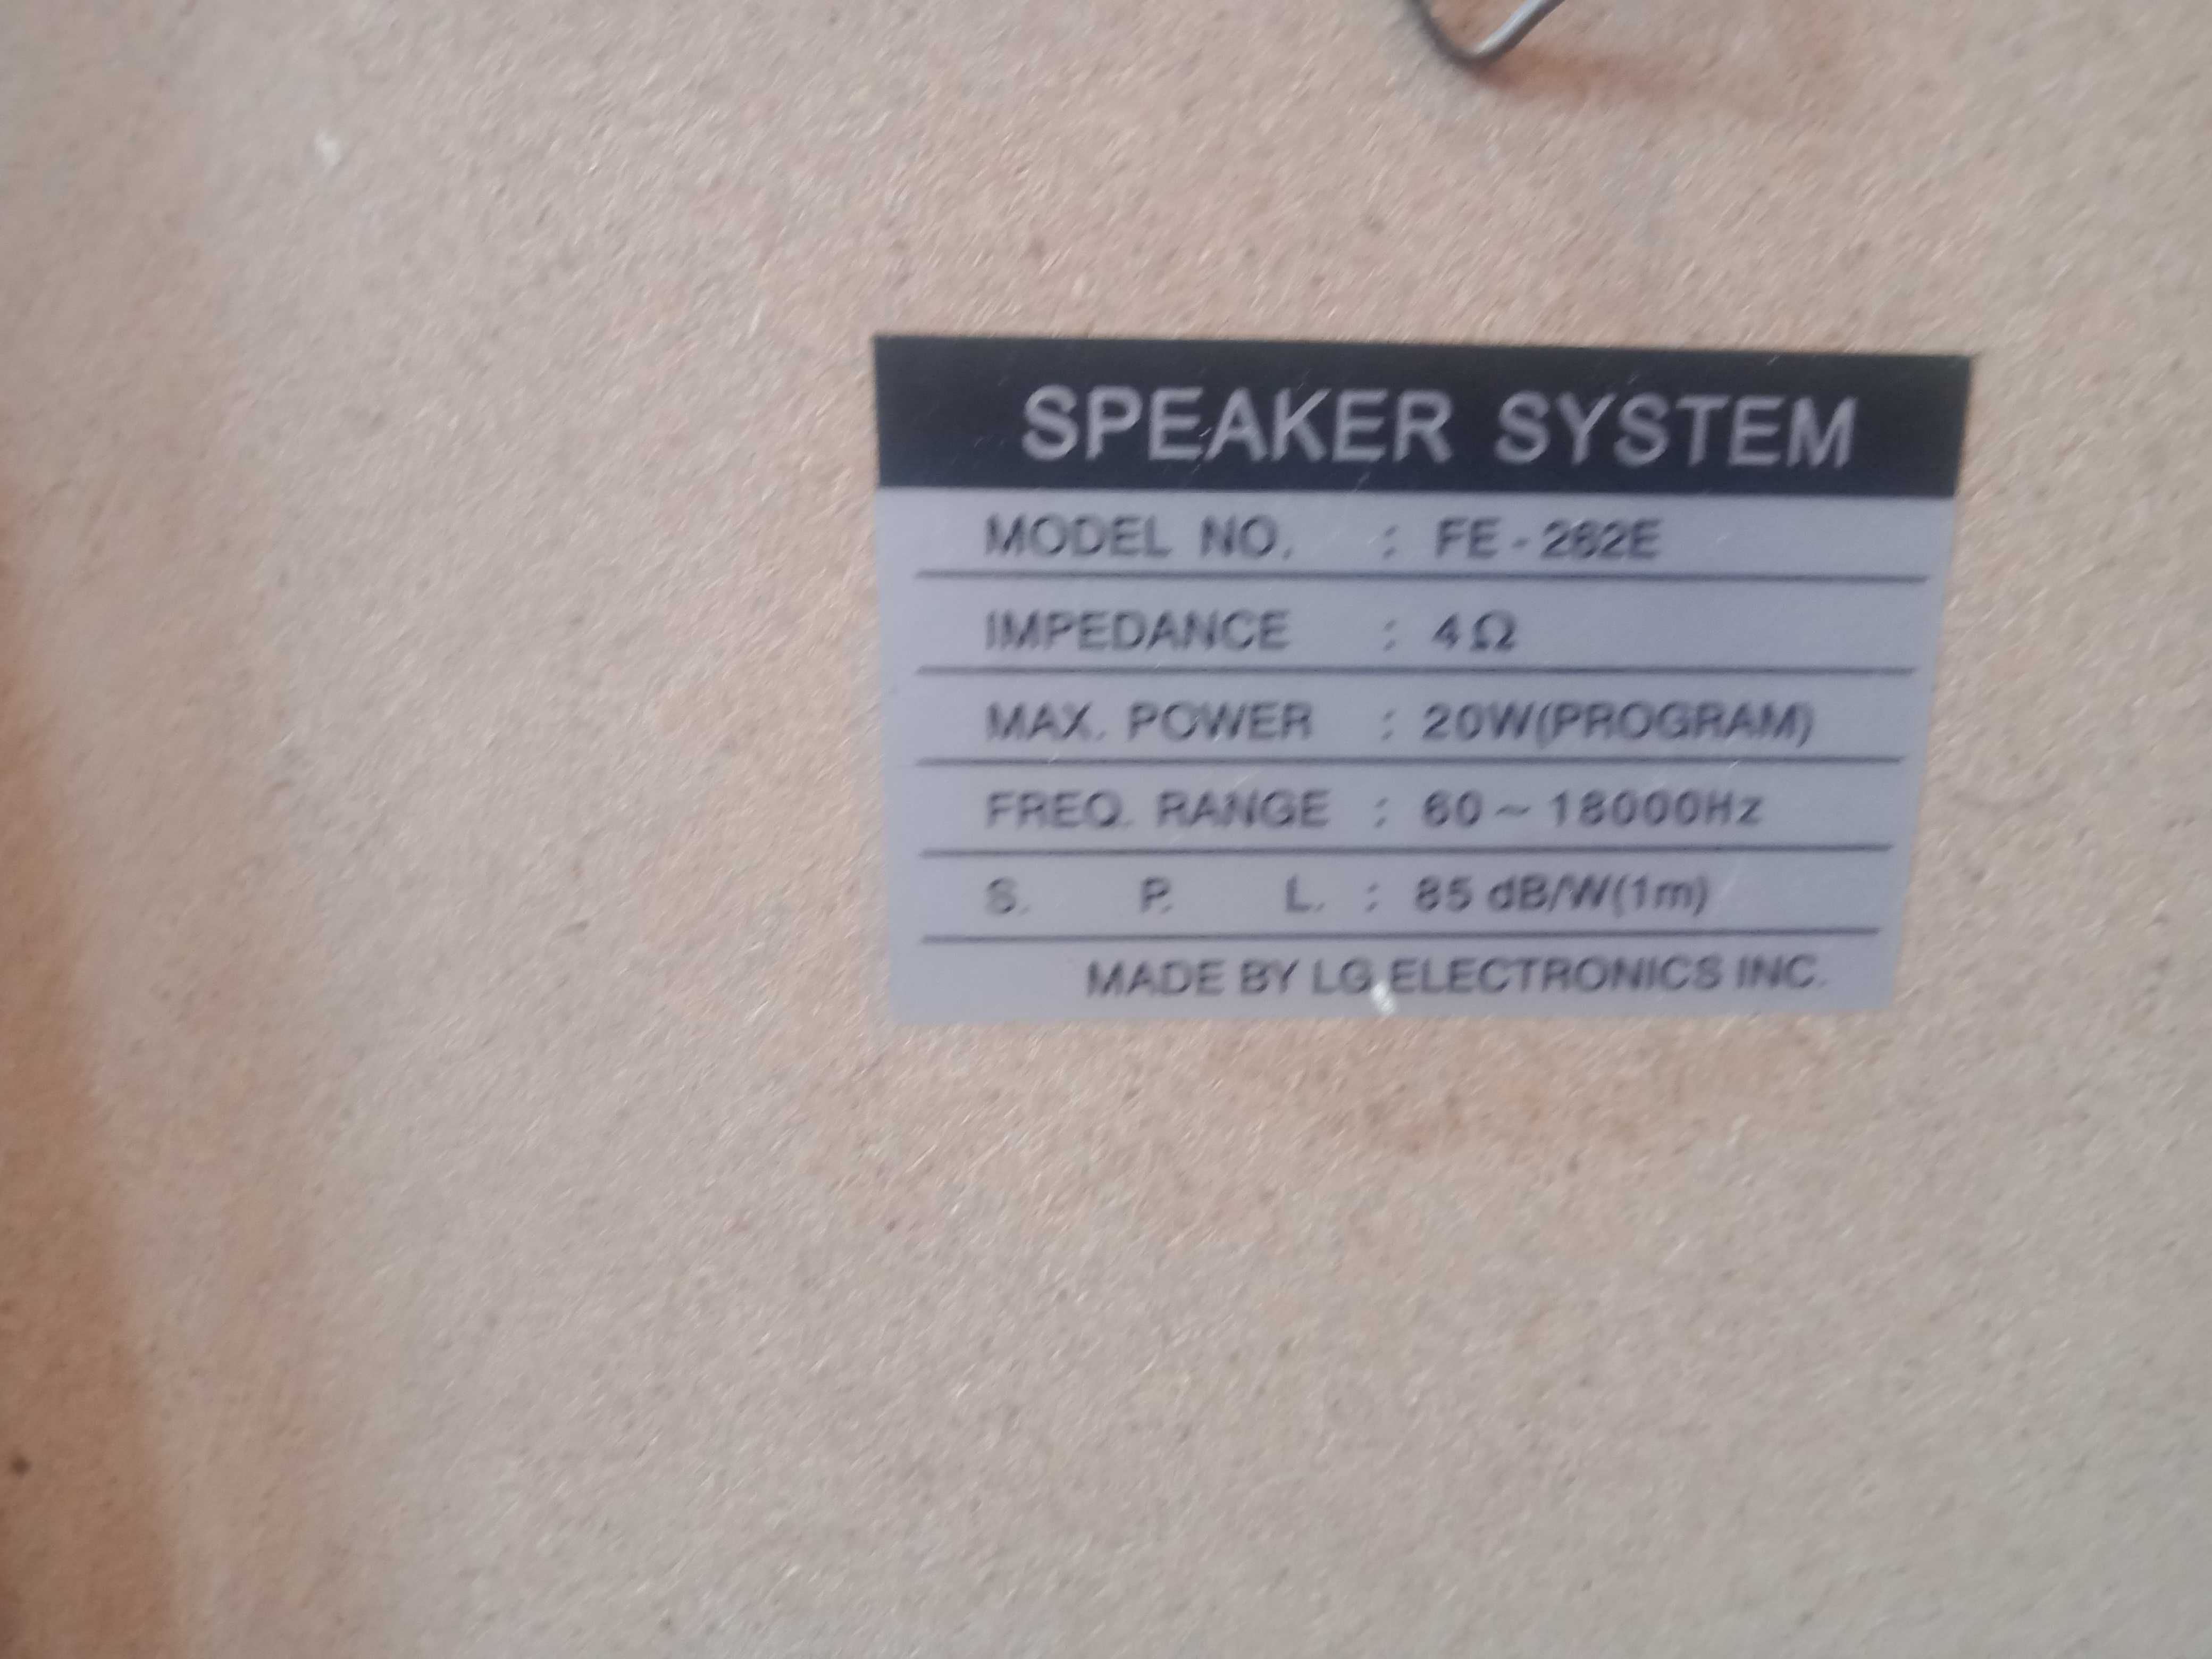 SPEAKER SYSTEM
MODEL NO. : FE-262E
IMPEDANCE : 4Ω
MAX. POWER : 20W(PROGRAM)
FREQ. RANGE : 60~18000Hz
S. P. L. : 85 dB/W(1m)
MADE BY LG ELECTRONICS INC.